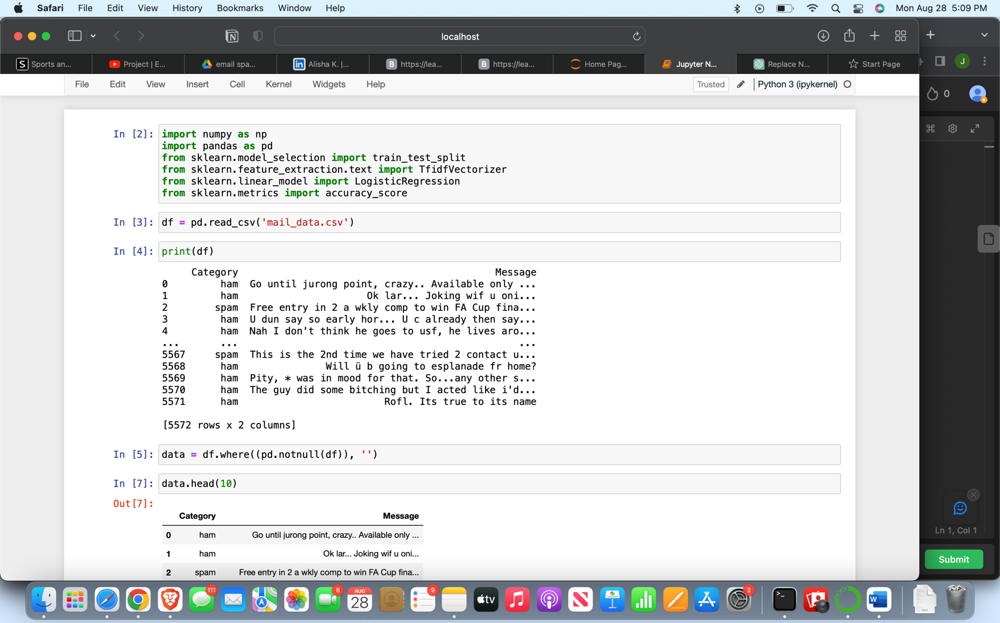 Safari File Edit View History Bookmarks Window Help Mon Aug 28 5:09 PM
localhost
S Sports an... Project | E... email spa... in Alisha K. |... B https://lea... B https://lea... Home Pag... Jupyter N... Replace N... Start Page J
File Edit View Insert Cell Kernel Widgets Help Trusted Python 3 (ipykernel)
0
In [2]: import numpy as np
import pandas as pd
from sklearn.model_selection import train_test_split
from sklearn.feature_extraction.text import TfidfVectorizer
from sklearn.linear_model import LogisticRegression
from sklearn.metrics import accuracy_score
In [3]: df = pd.read_csv('mail_data.csv')
In [4]: print(df)
Category Message
0 ham Go until jurong point, crazy.. Available only ...
1 ham Ok lar... Joking wif u oni...
2 spam Free entry in 2 a wkly comp to win FA Cup fina...
3 ham U dun say so early hor... U c already then say...
4 ham Nah I don't think he goes to usf, he lives aro...
... ... ...
5567 spam This is the 2nd time we have tried 2 contact u...
5568 ham Will ü b going to esplanade fr home?
5569 ham Pity, * was in mood for that. So...any other s...
5570 ham The guy did some bitching but I acted like i'd...
5571 ham Rofl. Its true to its name
[5572 rows x 2 columns]
In [5]: data = df.where((pd.notnull(df)), '')
In [7]: data.head(10)
Out[7]:
Category Message
0 ham Go until jurong point, crazy.. Available only ...
1 ham Ok lar... Joking wif u oni...
2 spam Free entry in 2 a wkly comp to win FA Cup fina...
Ln 1, Col 1
Submit
111 8 AUG 28 9 tv 2 W CSV